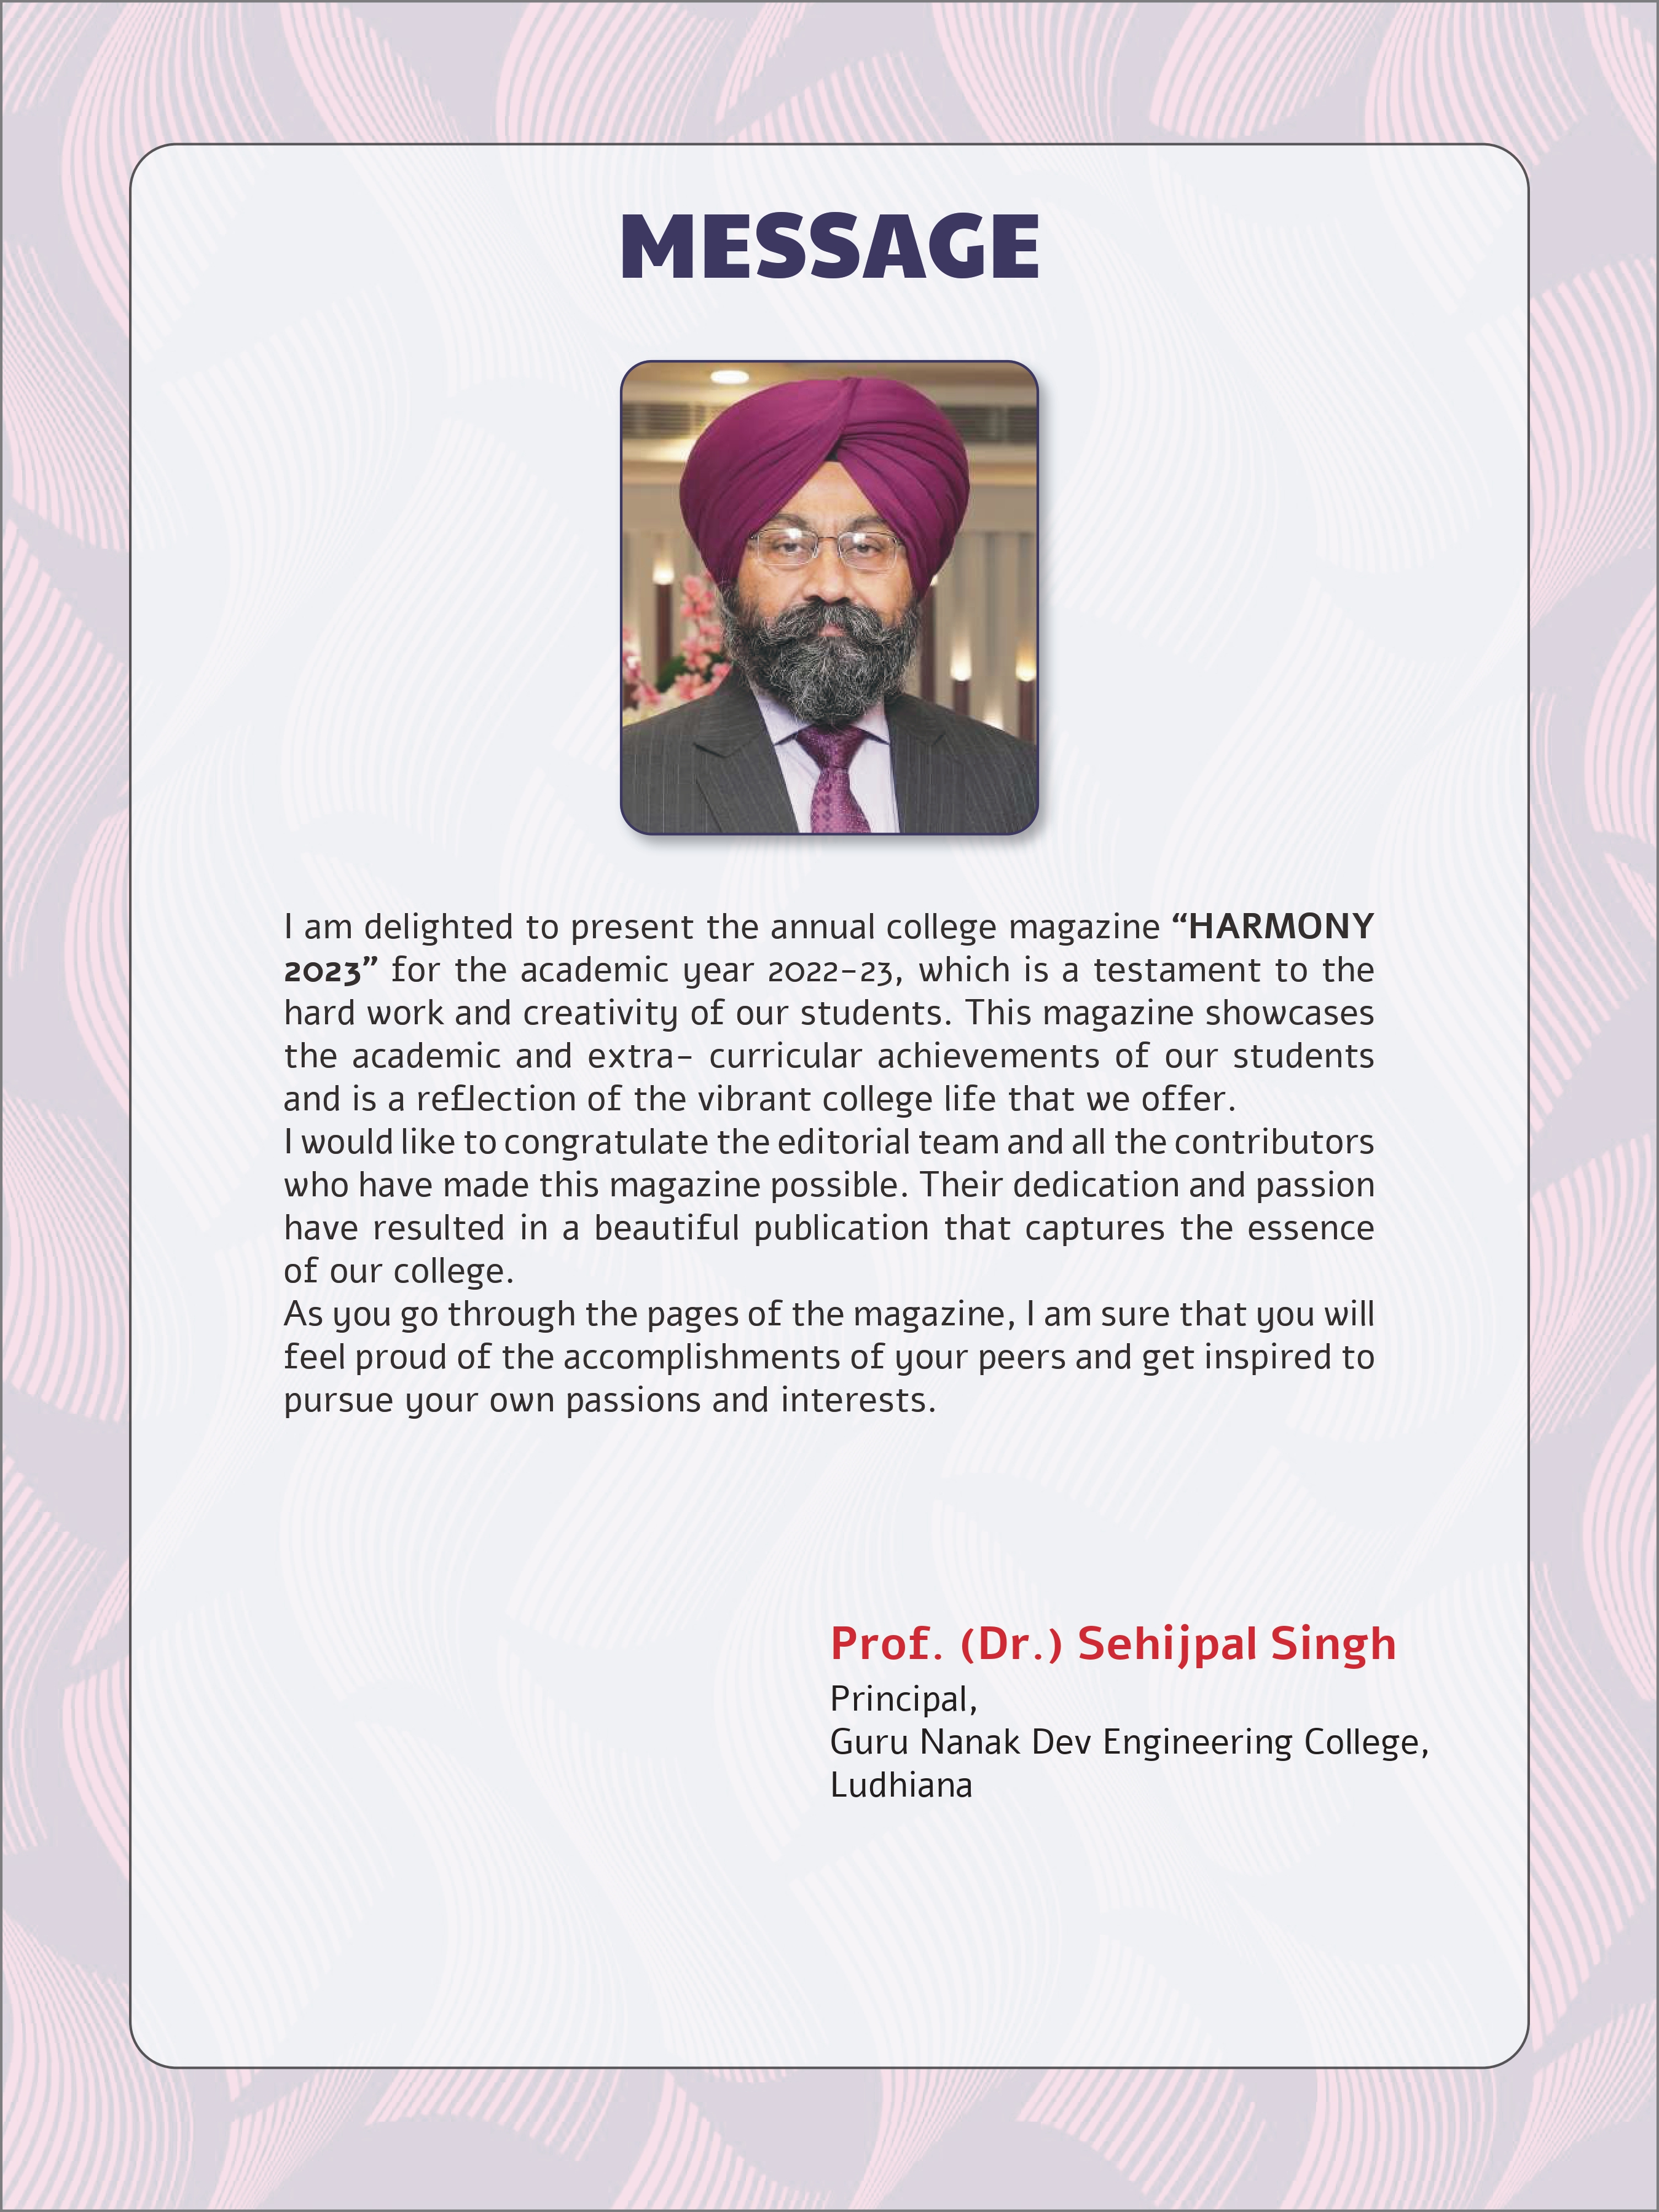 MESSAGE
I am delighted to present the annual college magazine “HARMONY
2023” for the academic year 2022-23, which is a testament to the
hard work and creativity of our students. This magazine showcases
the academic and extra- curricular achievements of our students
and is a reflection of the vibrant college life that we offer.
I would like to congratulate the editorial team and all the contributors
who have made this magazine possible. Their dedication and passion
have resulted in a beautiful publication that captures the essence
of our college.
As you go through the pages of the magazine, I am sure that you will
feel proud of the accomplishments of your peers and get inspired to
pursue your own passions and interests.
Prof. (Dr.) Sehijpal Singh
Principal,
Guru Nanak Dev Engineering College,
Ludhiana